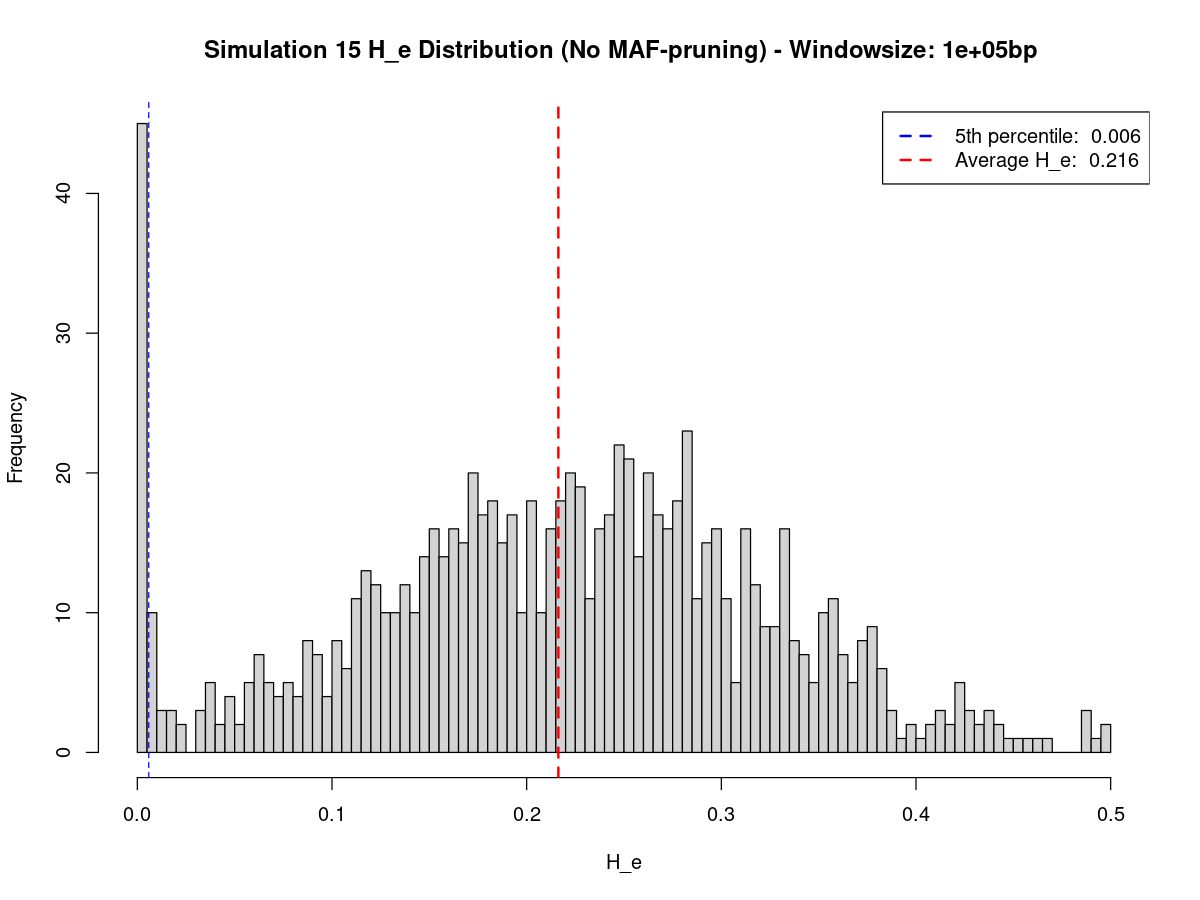 Simulation 15 H_e Distribution (No MAF-pruning) - Windowsize: 1e+05bp
5th percentile:  0.006
Average H_e:  0.216
Frequency
40
30
20
10
0
0.0 0.1 0.2 0.3 0.4 0.5
H_e